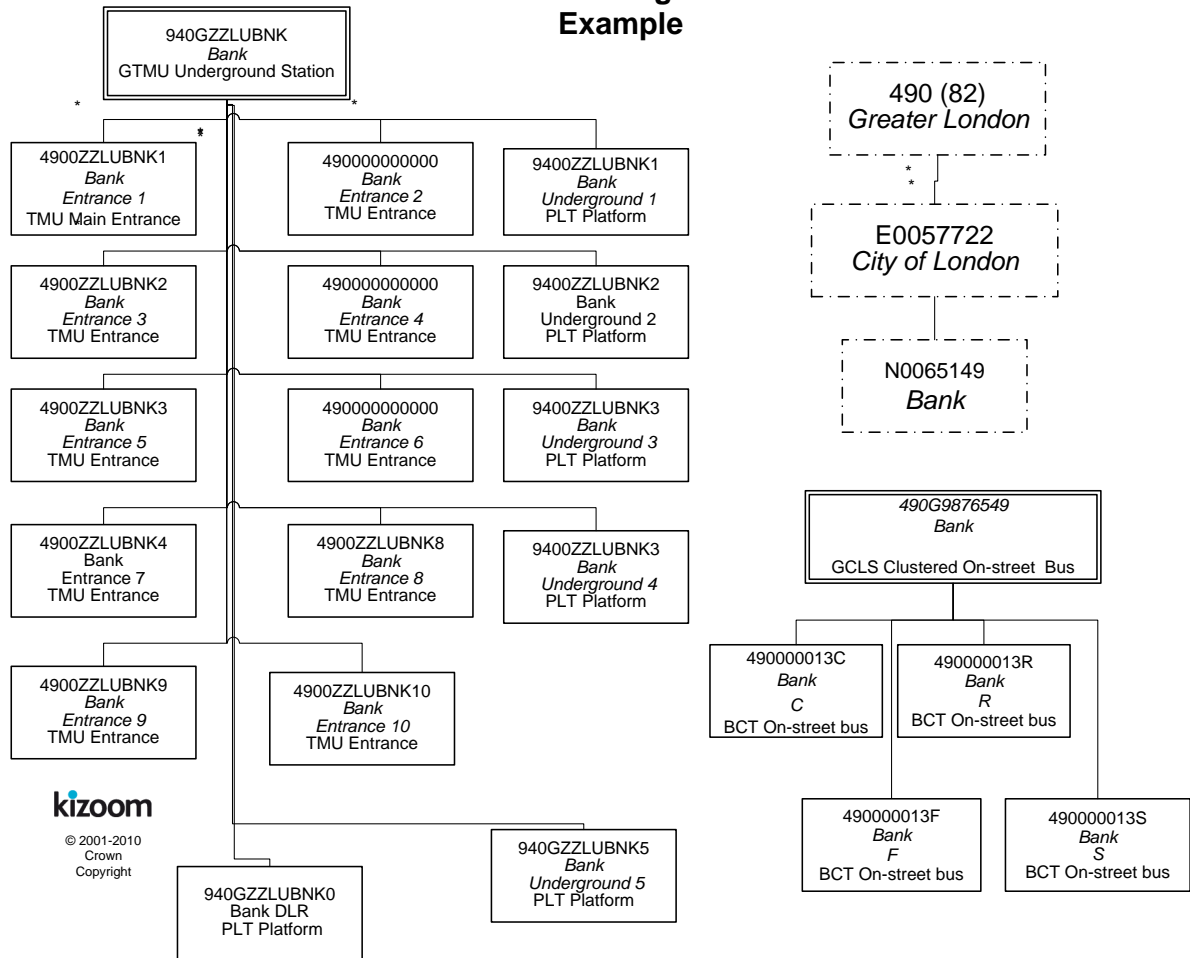 Example
940GZZLUBNK
Bank
GTMU Underground Station
*
*
*
*
4900ZZLUBNK1
Bank
Entrance 1
TMU Main Entrance
490000000000
Bank
Entrance 2
TMU Entrance
9400ZZLUBNK1
Bank
Underground 1
PLT Platform
4900ZZLUBNK2
Bank
Entrance 3
TMU Entrance
490000000000
Bank
Entrance 4
TMU Entrance
9400ZZLUBNK2
Bank
Underground 2
PLT Platform
4900ZZLUBNK3
Bank
Entrance 5
TMU Entrance
490000000000
Bank
Entrance 6
TMU Entrance
9400ZZLUBNK3
Bank
Underground 3
PLT Platform
4900ZZLUBNK4
Bank
Entrance 7
TMU Entrance
4900ZZLUBNK8
Bank
Entrance 8
TMU Entrance
9400ZZLUBNK3
Bank
Underground 4
PLT Platform
4900ZZLUBNK9
Bank
Entrance 9
TMU Entrance
4900ZZLUBNK10
Bank
Entrance 10
TMU Entrance
kizoom
© 2001-2010
Crown
Copyright
940GZZLUBNK0
Bank DLR
PLT Platform
940GZZLUBNK5
Bank
Underground 5
PLT Platform
490 (82)
Greater London
*
*
E0057722
City of London
N0065149
Bank
490G9876549
Bank
GCLS Clustered On-street Bus
490000013C
Bank
C
BCT On-street bus
490000013R
Bank
R
BCT On-street bus
490000013F
Bank
F
BCT On-street bus
490000013S
Bank
S
BCT On-street bus